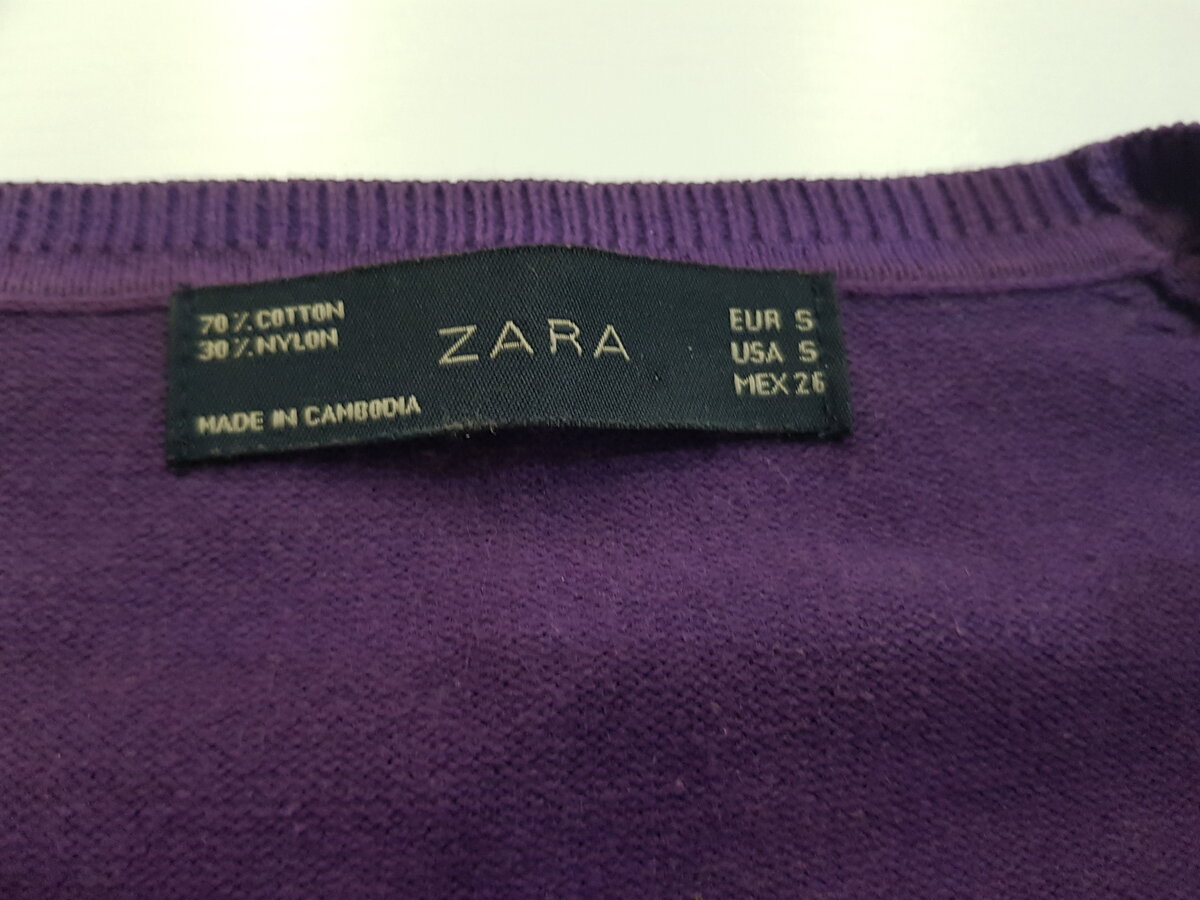 70% COTTON
30% NYLON
MADE IN CAMBODIA
ZARA
EUR S
USA S
MEX 26